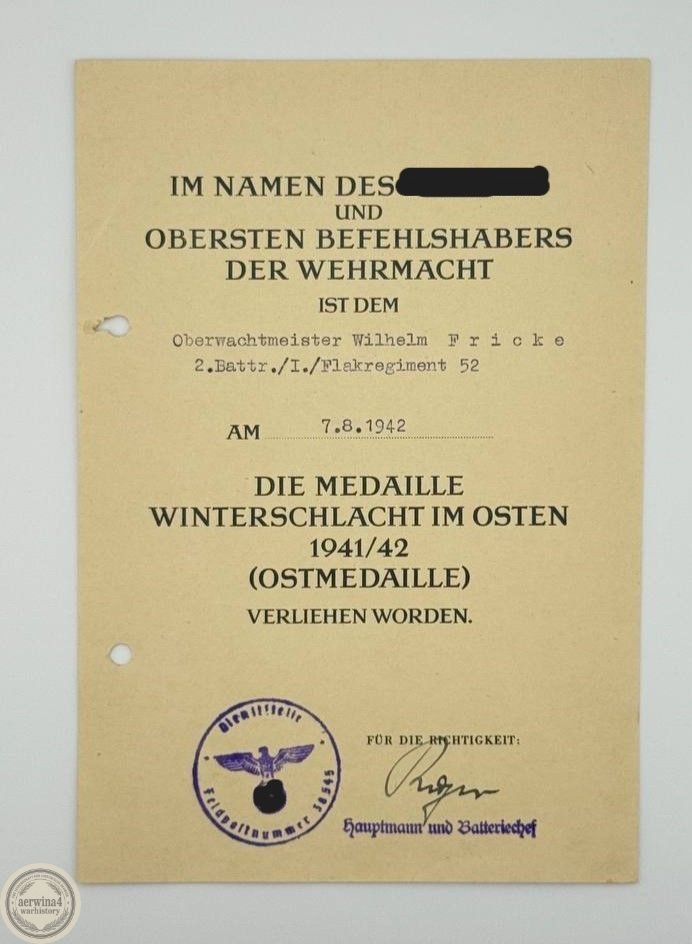 IM NAMEN DES
UND
OBERSTEN BEFEHLSHABERS
DER WEHRMACHT
IST DEM
Oberwachtmeister Wilhelm F r i c k e
2.Battr./I./Flakregiment 52
AM 7.8.1942
DIE MEDAILLE
WINTERSCHLACHT IM OSTEN
1941/42
(OSTMEDAILLE)
VERLIEHEN WORDEN.
Dienststelle
Feldpostnummer 38545
FÜR DIE RICHTIGKEIT:
Hauptmann und Batteriechef
aerwina4
warhistory